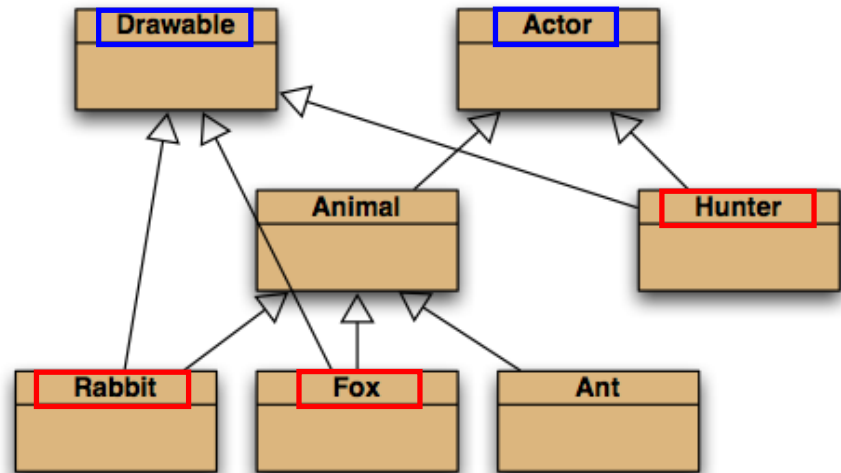 Drawable
Actor
Animal
Hunter
Rabbit
Fox
Ant